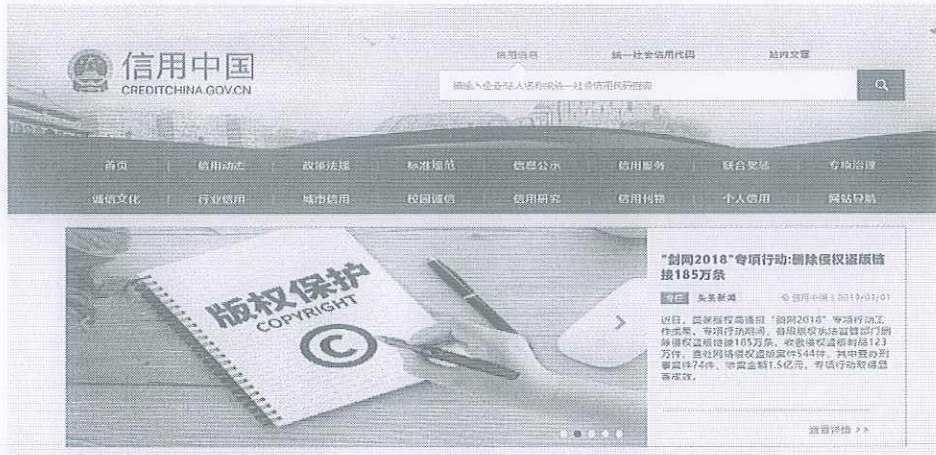 信用信息 统一社会信用代码 站内文章
信用中国
CREDITCHINA.GOV.CN
首页 信用动态 政策法规 标准规范 信息公示 信用服务 联合奖惩 专项治理
诚信文化 行业信用 城市信用 校园诚信 信用研究 信用刊物 个人信用 网站导航
版权保护
COPYRIGHT
©
"剑网2018"专项行动:删除侵权盗版链
接185万条
头条新闻 信用中国 | 2019/03/01
近日，国家版权局通报"剑网2018"专项行动工
作成果。专项行动期间，各级版权执法监管部门删
除侵权盗版链接185万条，收缴侵权盗版制品123
万件，查处网络侵权盗版案件544件，其中查办刑
事案件74件、涉案金额1.5亿元，专项行动取得显
著成效。
查看详情 >>